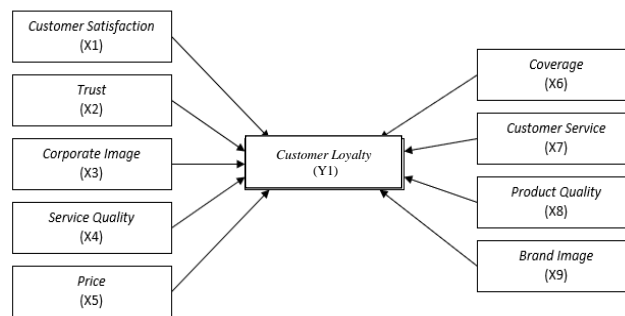 Customer Satisfaction
(X1)
Trust
(X2)
Corporate Image
(X3)
Service Quality
(X4)
Price
(X5)
Customer Loyalty
(Y1)
Coverage
(X6)
Customer Service
(X7)
Product Quality
(X8)
Brand Image
(X9)